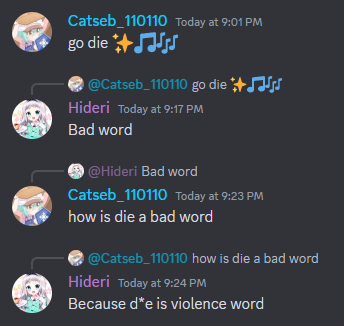 Catseb_110110 Today at 9:01 PM
go die ✨🎵🎶
@Catseb_110110 go die ✨🎵🎶
Hideri Today at 9:17 PM
Bad word
@Hideri Bad word
Catseb_110110 Today at 9:23 PM
how is die a bad word
@Catseb_110110 how is die a bad word
Hideri Today at 9:24 PM
Because d*e is violence word